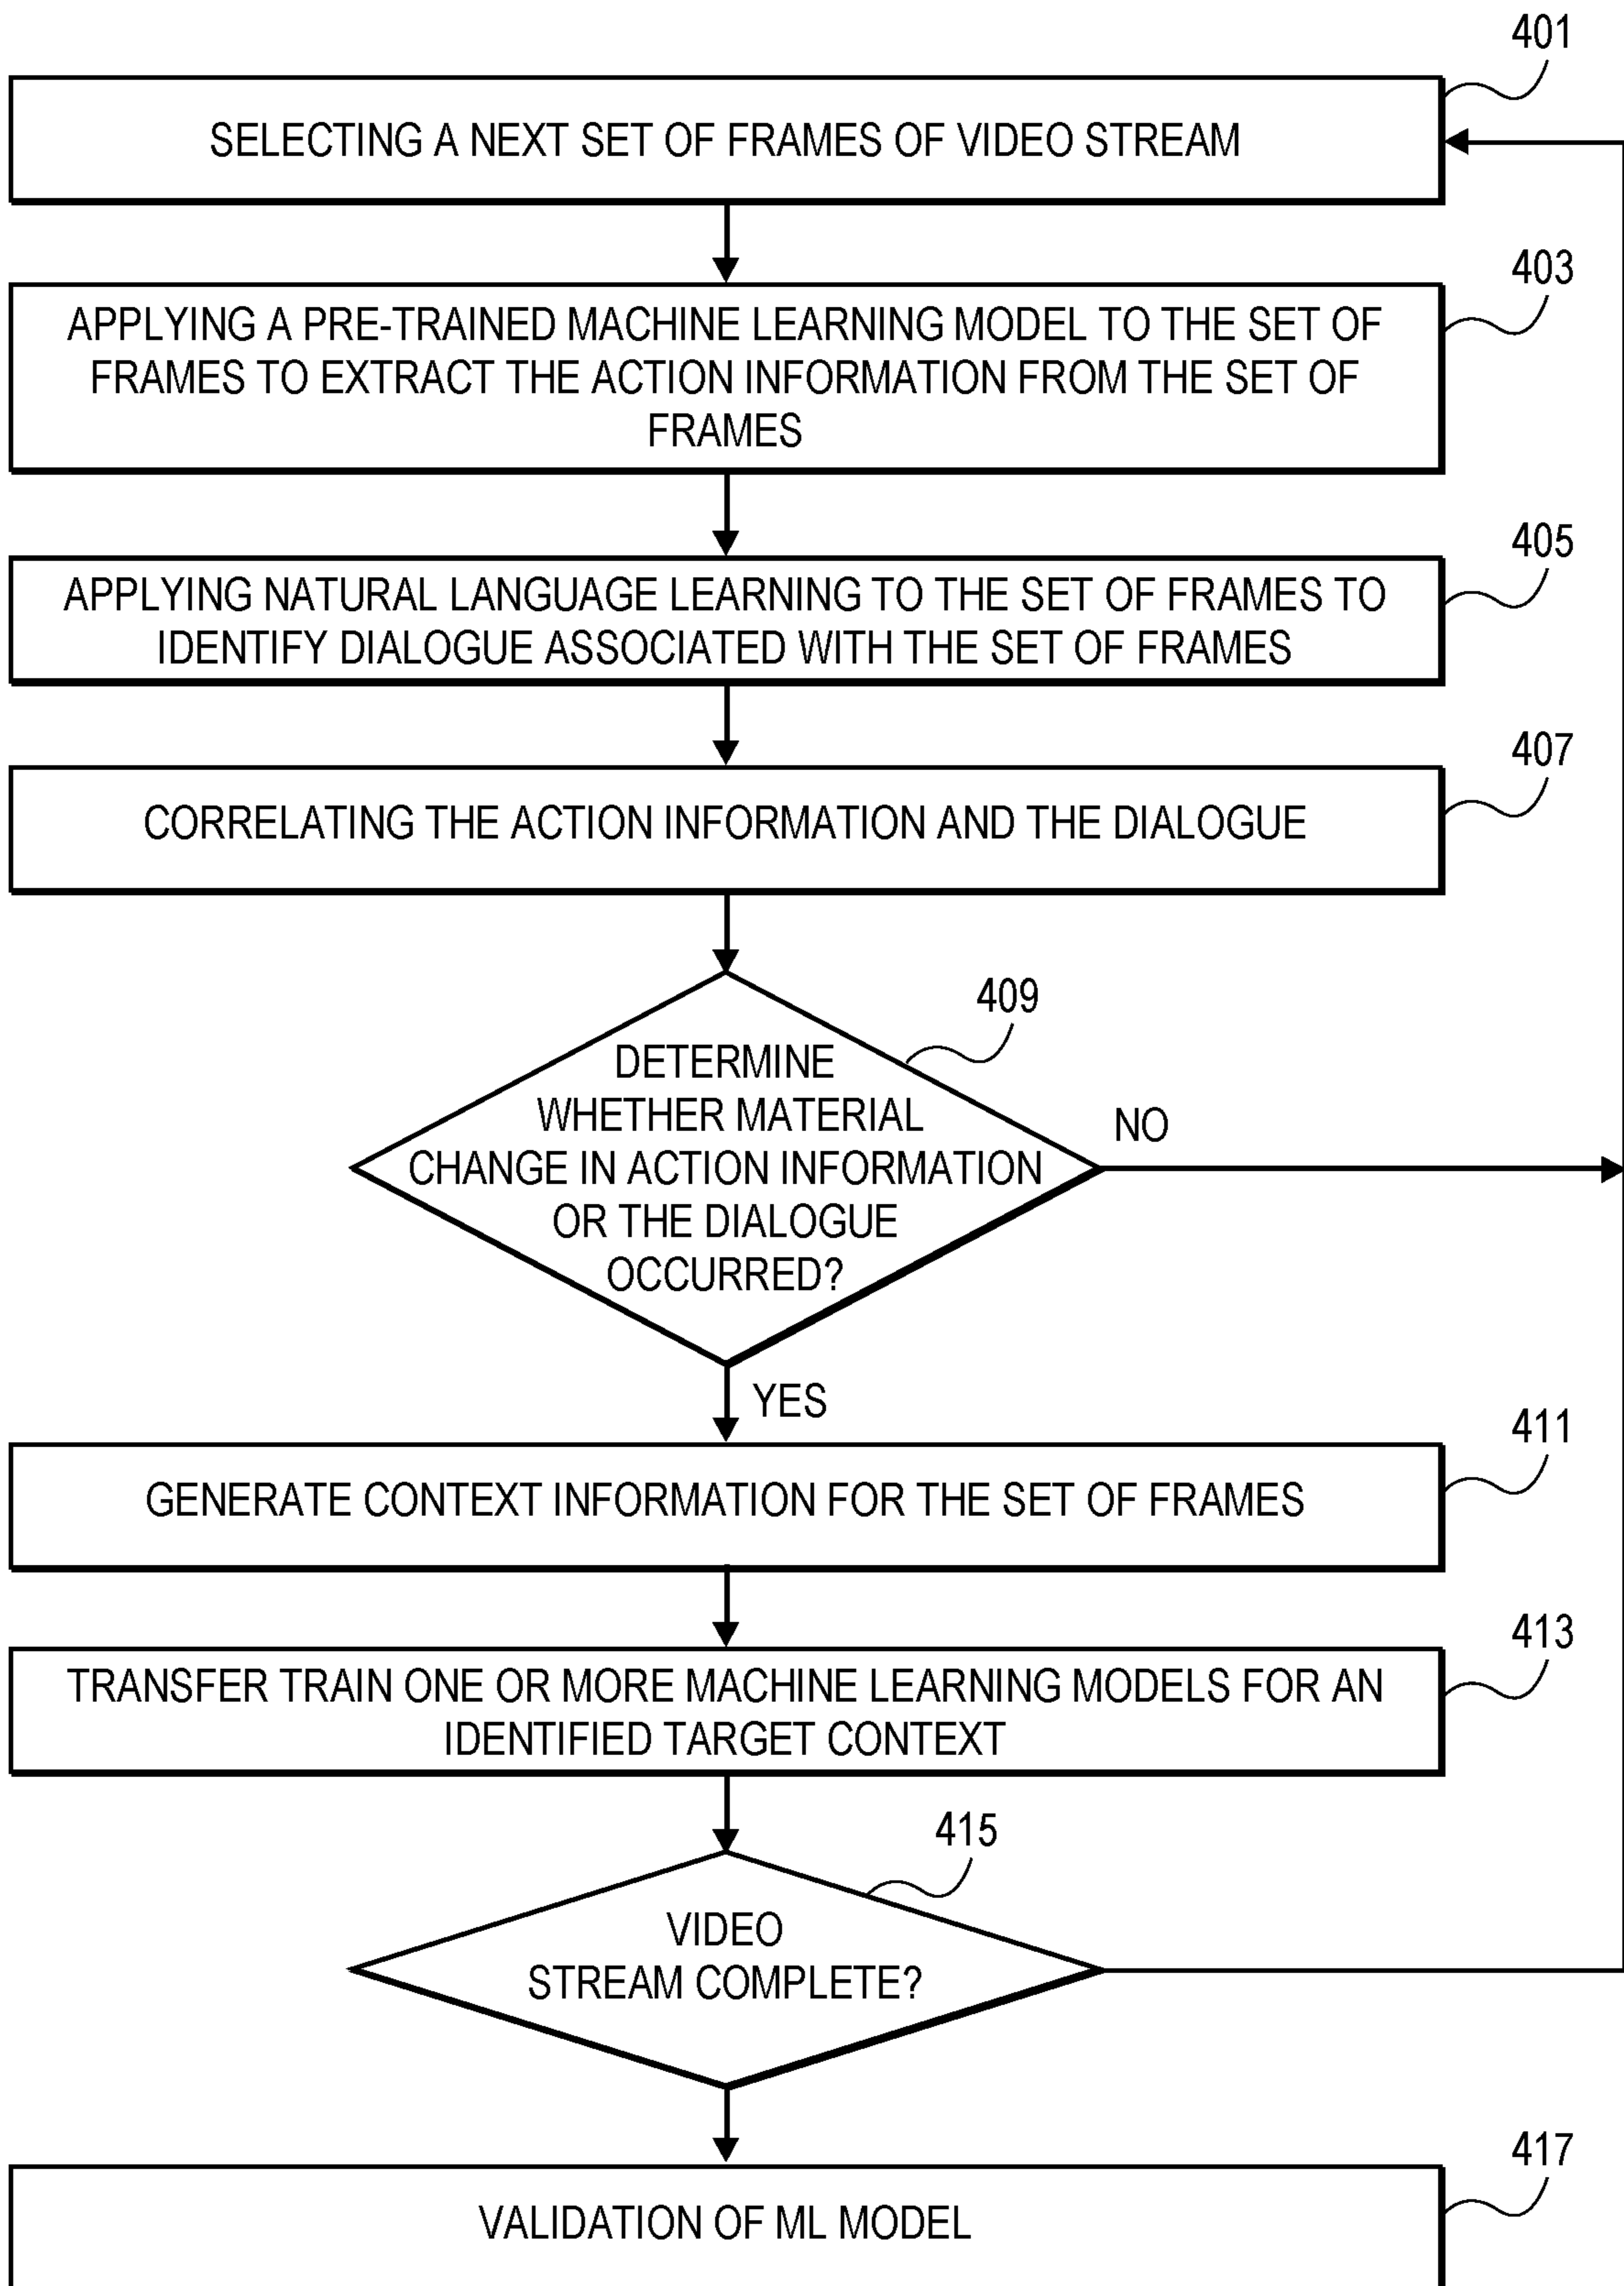 401
SELECTING A NEXT SET OF FRAMES OF VIDEO STREAM
403
APPLYING A PRE-TRAINED MACHINE LEARNING MODEL TO THE SET OF
FRAMES TO EXTRACT THE ACTION INFORMATION FROM THE SET OF
FRAMES
405
APPLYING NATURAL LANGUAGE LEARNING TO THE SET OF FRAMES TO
IDENTIFY DIALOGUE ASSOCIATED WITH THE SET OF FRAMES
407
CORRELATING THE ACTION INFORMATION AND THE DIALOGUE
409
DETERMINE
WHETHER MATERIAL
CHANGE IN ACTION INFORMATION
OR THE DIALOGUE
OCCURRED?
NO
YES
411
GENERATE CONTEXT INFORMATION FOR THE SET OF FRAMES
413
TRANSFER TRAIN ONE OR MORE MACHINE LEARNING MODELS FOR AN
IDENTIFIED TARGET CONTEXT
415
VIDEO
STREAM COMPLETE?
417
VALIDATION OF ML MODEL